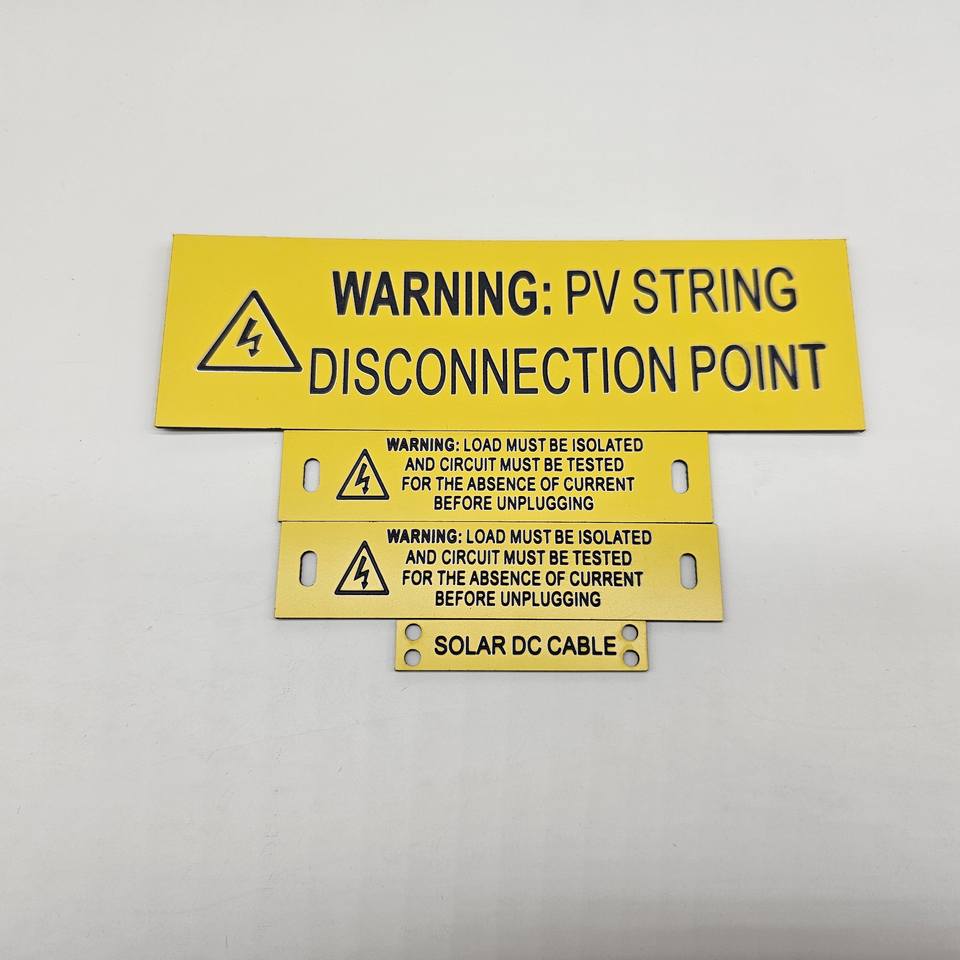 WARNING: PV STRING
DISCONNECTION POINT
WARNING: LOAD MUST BE ISOLATED
AND CIRCUIT MUST BE TESTED
FOR THE ABSENCE OF CURRENT
BEFORE UNPLUGGING
WARNING: LOAD MUST BE ISOLATED
AND CIRCUIT MUST BE TESTED
FOR THE ABSENCE OF CURRENT
BEFORE UNPLUGGING
SOLAR DC CABLE